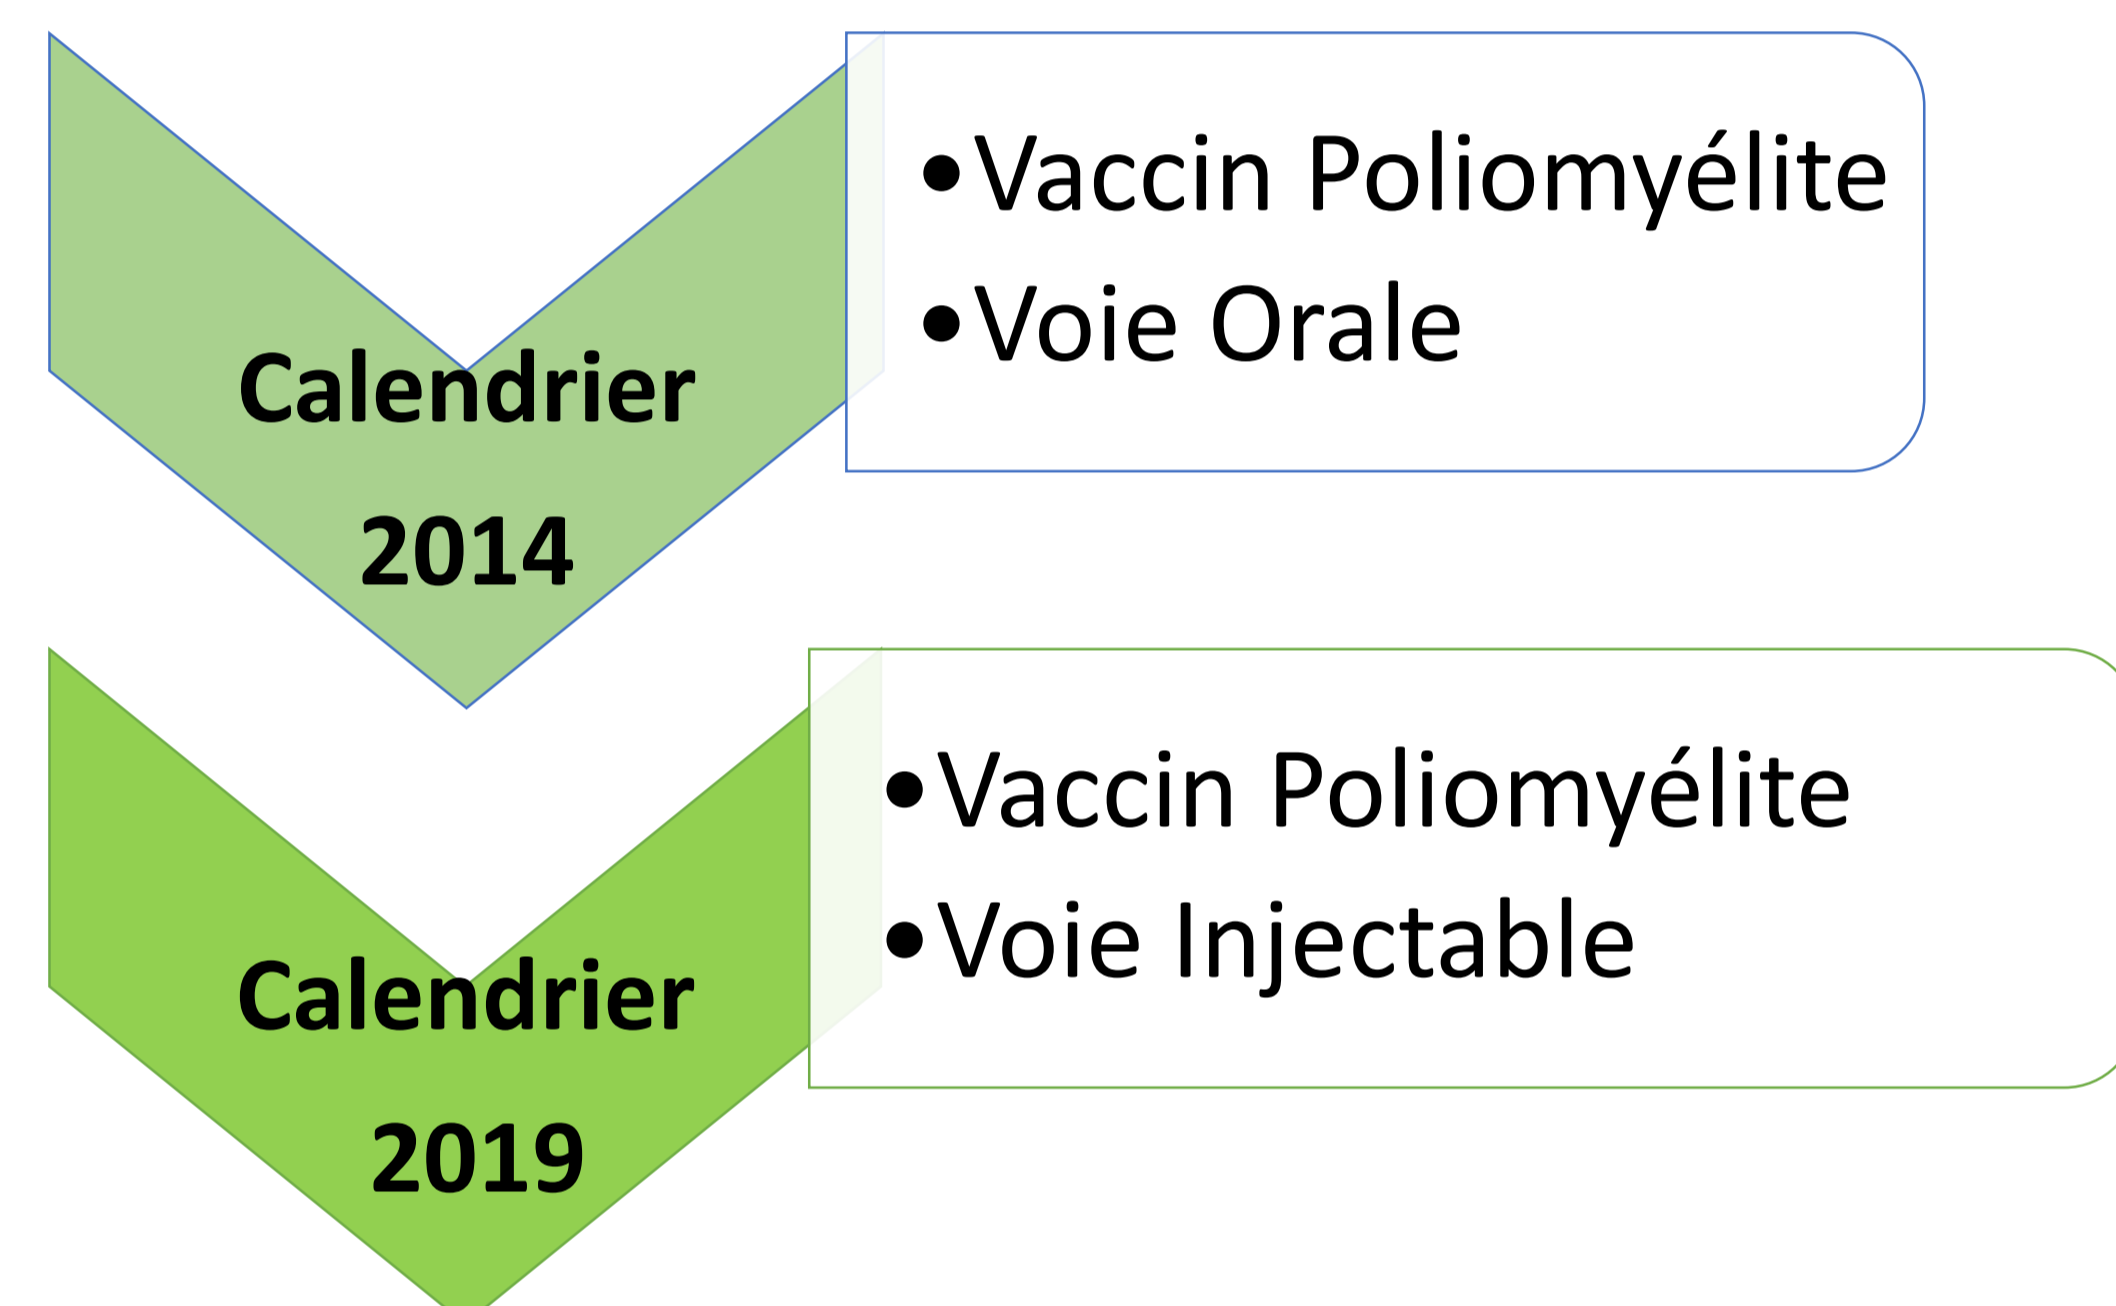 Calendrier
2014
•Vaccin Poliomyélite
•Voie Orale
Calendrier
2019
•Vaccin Poliomyélite
•Voie Injectable